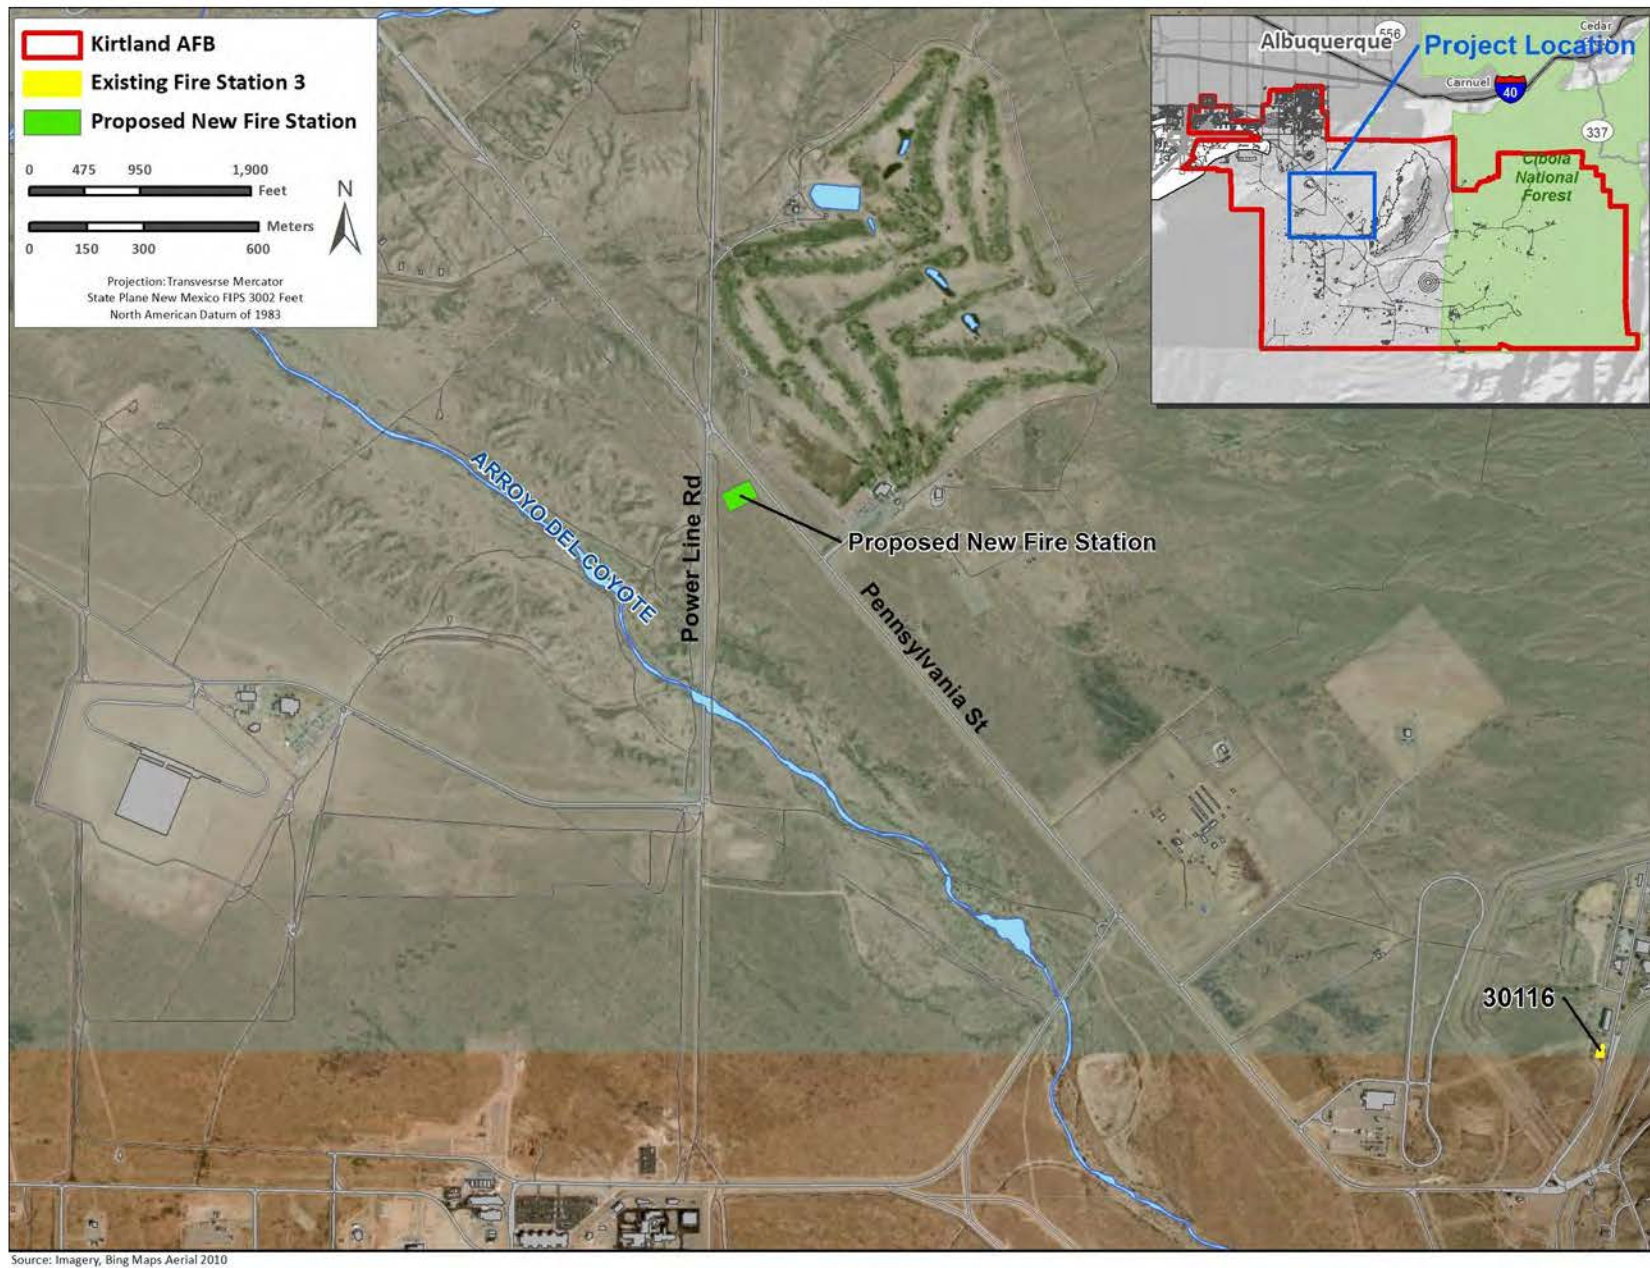 Kirtland AFB
Existing Fire Station 3
Proposed New Fire Station
0 475 950 1,900
Feet
N
Meters
0 150 300 600
Projection: Transversse Mercator
State Plane New Mexico FIPS 3002 Feet
North American Datum of 1983
Albuquerque
556
Project Location
Cedar
Carnuel
40
337
Cibola
National
Forest
ARROYO DEL COYOTE
Power Line Rd
Proposed New Fire Station
Pennsylvania St
30116
Source: Imagery, Bing Maps Aerial 2010